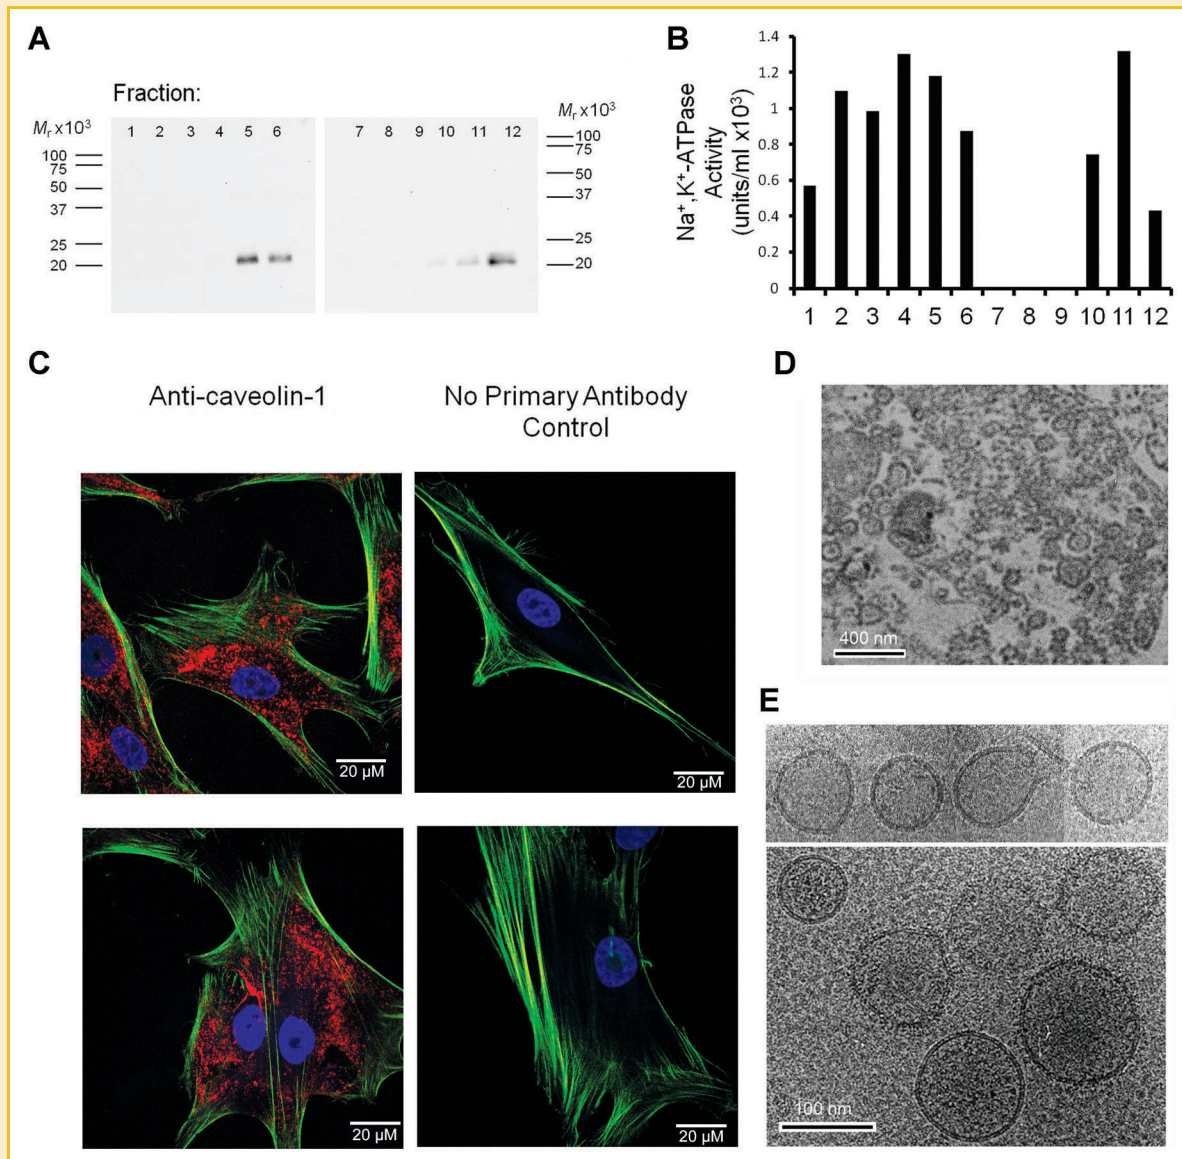 A
Fraction:
Mr x10³
1 2 3 4 5 6
100
75
50
37
25
20
7 8 9 10 11 12
Mr x10³
100
75
50
37
25
20
B
Na⁺,K⁺-ATPase
Activity
(units/ml x10³)
1.4
1.2
1
0.8
0.6
0.4
0.2
0
1 2 3 4 5 6 7 8 9 10 11 12
C
Anti-caveolin-1
No Primary Antibody
Control
20 µM
20 µM
20 µM
20 µM
D
400 nm
E
100 nm